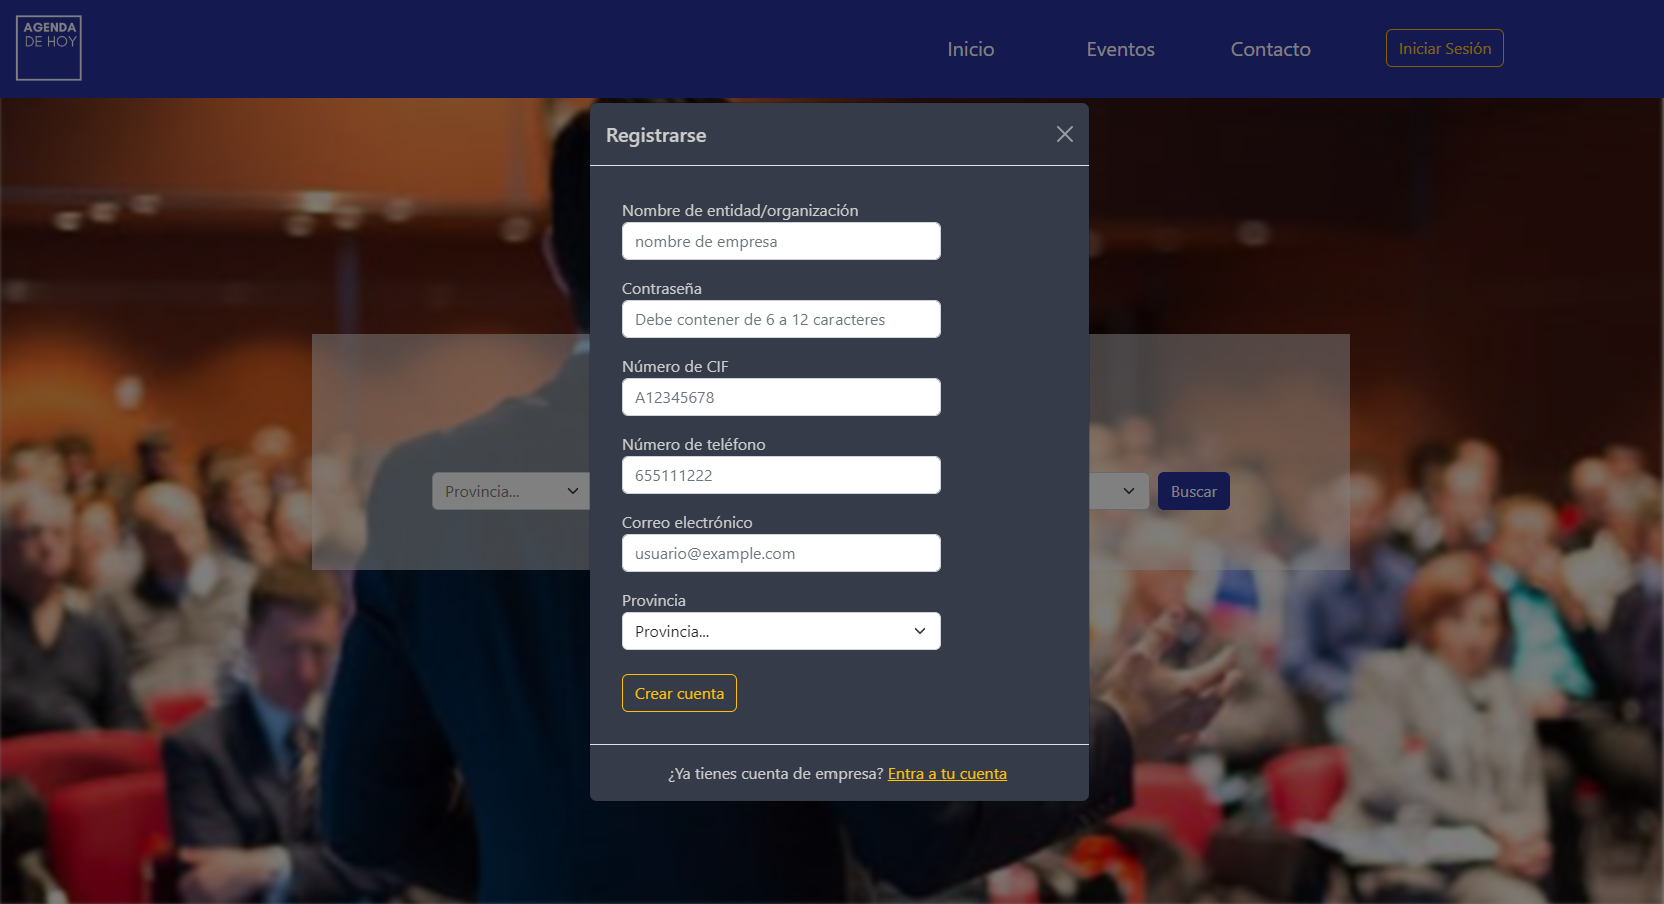 AGENDA
DE HOY
Inicio
Eventos
Contacto
Iniciar Sesión
Registrarse
Nombre de entidad/organización
nombre de empresa
Contraseña
Debe contener de 6 a 12 caracteres
Número de CIF
A12345678
Número de teléfono
655111222
Provincia...
Buscar
Correo electrónico
usuario@example.com
Provincia
Provincia...
Crear cuenta
¿Ya tienes cuenta de empresa? Entra a tu cuenta